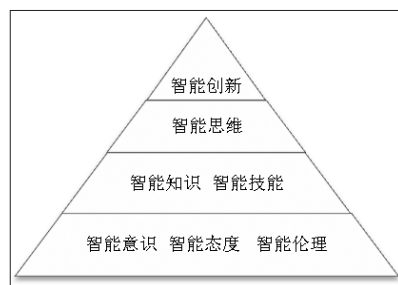 智能创新
智能思维
智能知识 智能技能
智能意识 智能态度 智能伦理